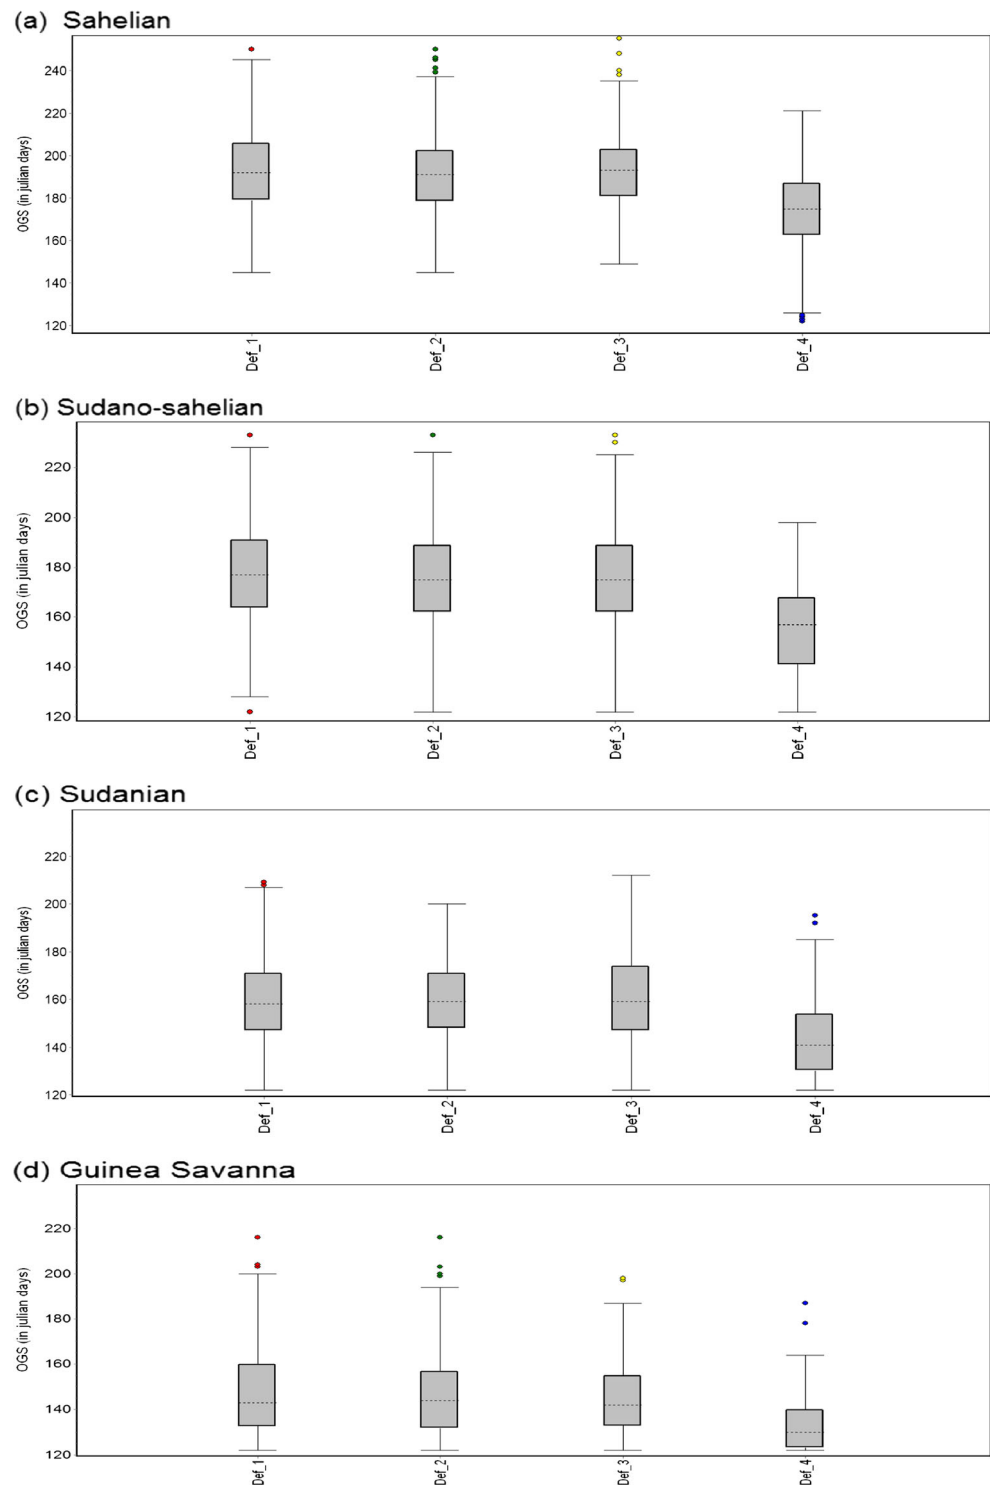 (a) Sahelian
OGS (in julian days)
240
220
200
180
160
140
120
Def_1
Def_2
Def_3
Def_4
(b) Sudano-sahelian
OGS (in julian days)
220
200
180
160
140
120
Def_1
Def_2
Def_3
Def_4
(c) Sudanian
OGS (in julian days)
220
200
180
160
140
120
Def_1
Def_2
Def_3
Def_4
(d) Guinea Savanna
OGS (in julian days)
220
200
180
160
140
120
Def_1
Def_2
Def_3
Def_4